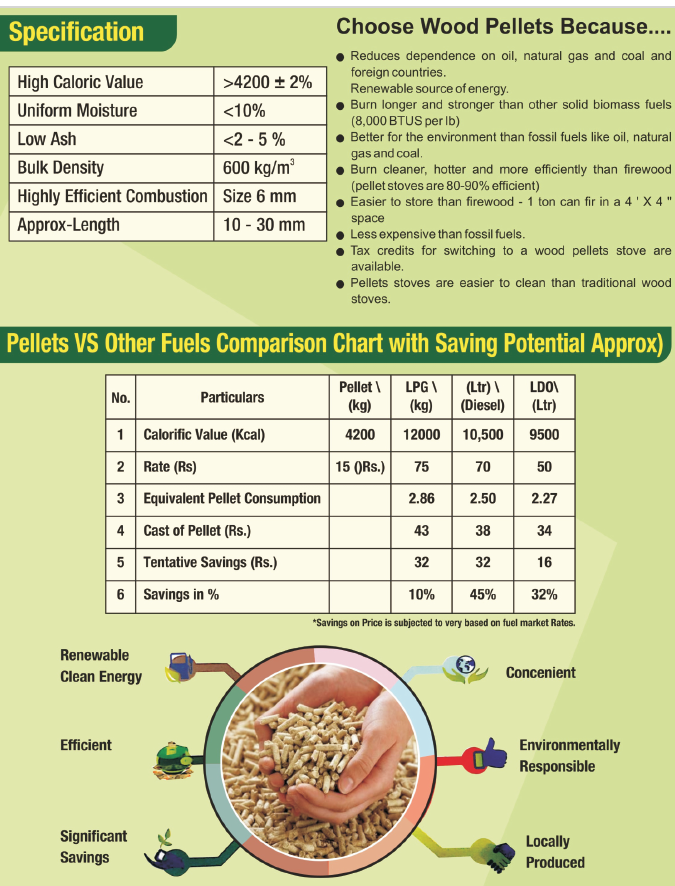 Specification
High Caloric Value >4200 ± 2%
Uniform Moisture <10%
Low Ash <2 - 5 %
Bulk Density 600 kg/m³
Highly Efficient Combustion Size 6 mm
Approx-Length 10 - 30 mm
Choose Wood Pellets Because....
Reduces dependence on oil, natural gas and coal and
foreign countries.
Renewable source of energy.
Burn longer and stronger than other solid biomass fuels
(8,000 BTUS per lb)
Better for the environment than fossil fuels like oil, natural
gas and coal.
Burn cleaner, hotter and more efficiently than firewood
(pellet stoves are 80-90% efficient)
Easier to store than firewood - 1 ton can fir in a 4 ' X 4 "
space
Less expensive than fossil fuels.
Tax credits for switching to a wood pellets stove are
available.
Pellets stoves are easier to clean than traditional wood
stoves.
Pellets VS Other Fuels Comparison Chart with Saving Potential Approx)
No. Particulars Pellet \ (kg) LPG \ (kg) (Ltr) \ (Diesel) LDO\ (Ltr)
1 Calorific Value (Kcal) 4200 12000 10,500 9500
2 Rate (Rs) 15 ()Rs.) 75 70 50
3 Equivalent Pellet Consumption 2.86 2.50 2.27
4 Cast of Pellet (Rs.) 43 38 34
5 Tentative Savings (Rs.) 32 32 16
6 Savings in % 10% 45% 32%
*Savings on Price is subjected to very based on fuel market Rates.
Renewable
Clean Energy
Concenient
Efficient
Environmentally
Responsible
Significant
Savings
Locally
Produced